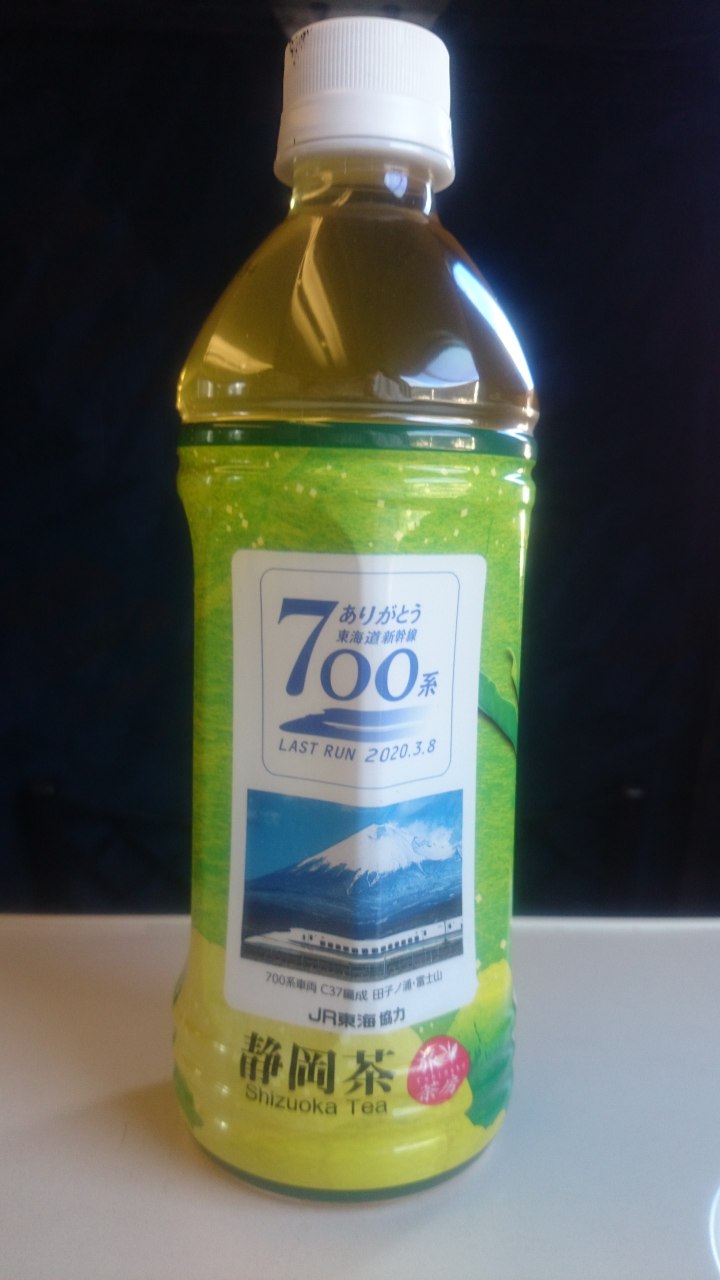 ありがとう
東海道新幹線
700系
LAST RUN 2020.3.8
700系車両 C37編成 田子ノ浦・富士山
JR東海 協力
静岡茶
Shizuoka Tea